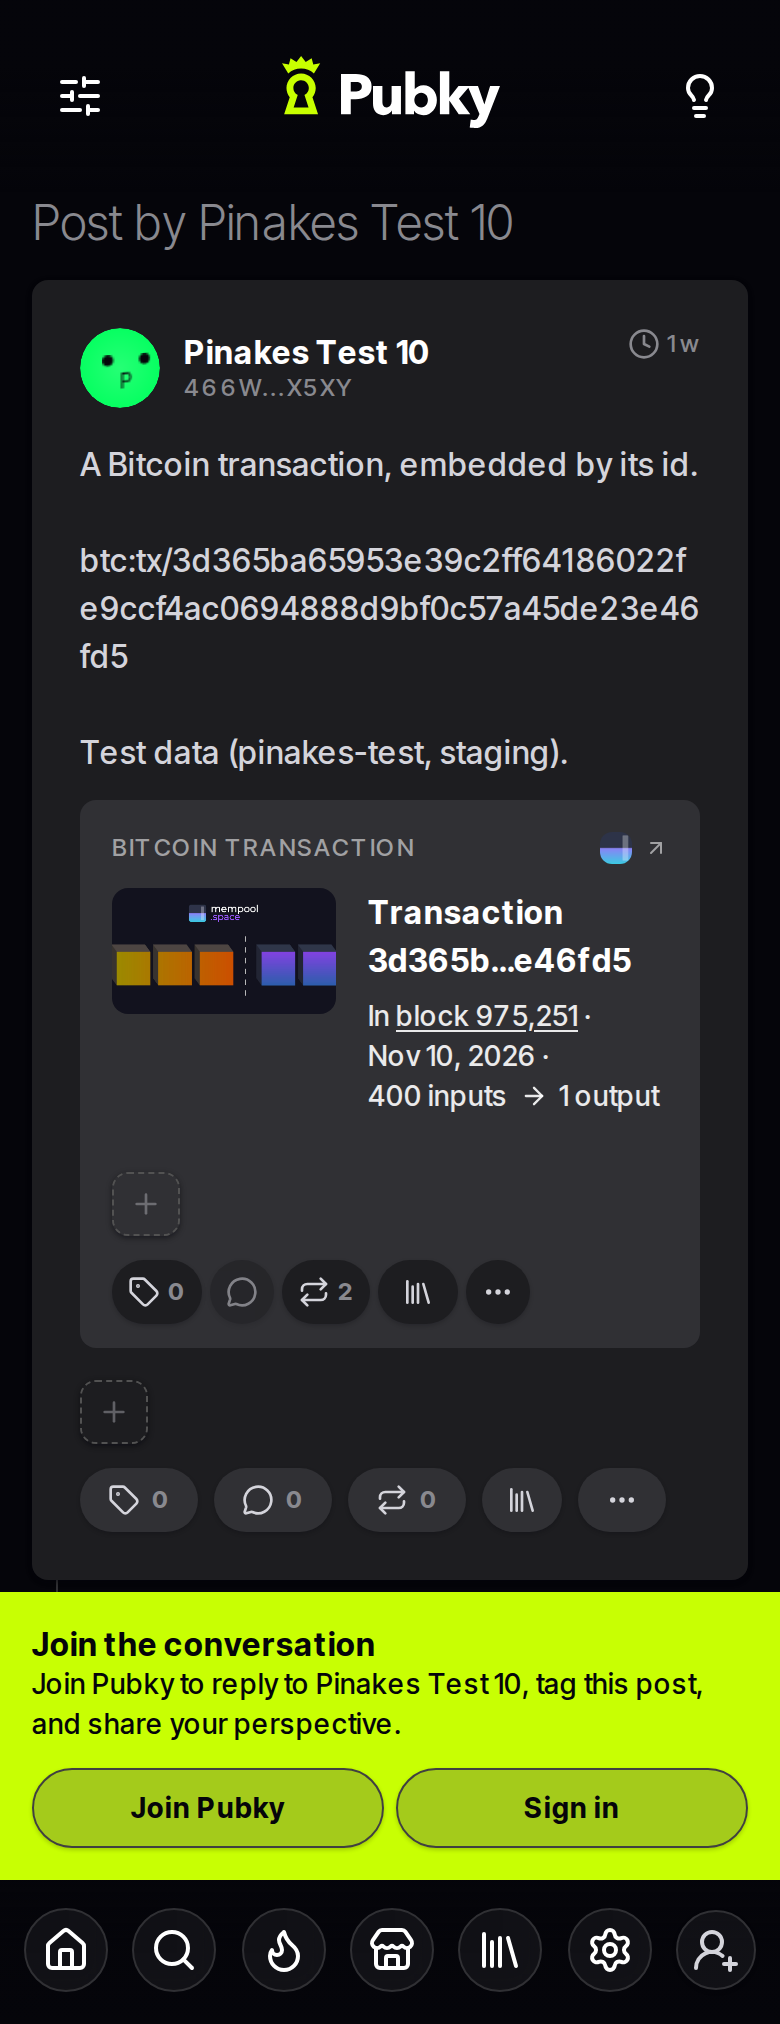 Pubky
Post by Pinakes Test 10
Pinakes Test 10
1w
466W...X5XY
A Bitcoin transaction, embedded by its id.
btc:tx/3d365ba65953e39c2ff64186022f
e9ccf4ac0694888d9bf0c57a45de23e46
fd5
Test data (pinakes-test, staging).
BITCOIN TRANSACTION
mempool
.space
Transaction
3d365b...e46fd5
In block 975,251 ·
Nov 10, 2026 ·
400 inputs → 1 output
0
2
0
0
0
Join the conversation
Join Pubky to reply to Pinakes Test 10, tag this post,
and share your perspective.
Join Pubky
Sign in